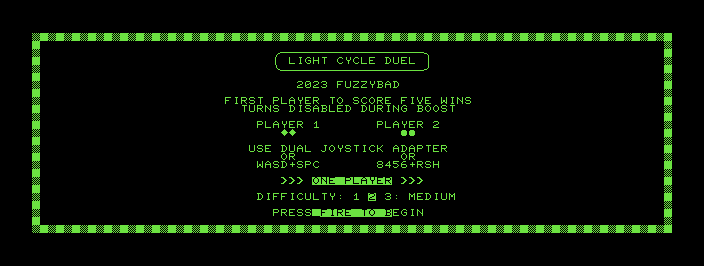 LIGHT CYCLE DUEL
2023 FUZZYBAD
FIRST PLAYER TO SCORE FIVE WINS
TURNS DISABLED DURING BOOST
PLAYER 1 PLAYER 2
USE DUAL JOYSTICK ADAPTER
OR OR
WASD+SPC 8456+RSH
>>> ONE PLAYER >>>
DIFFICULTY: 1 2 3: MEDIUM
PRESS FIRE TO BEGIN